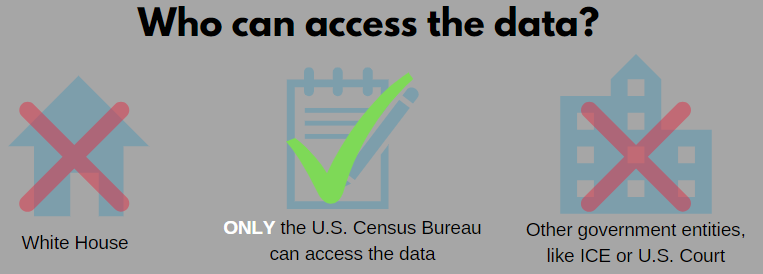 Who can access the data?
White House
ONLY the U.S. Census Bureau
can access the data
Other government entities,
like ICE or U.S. Court